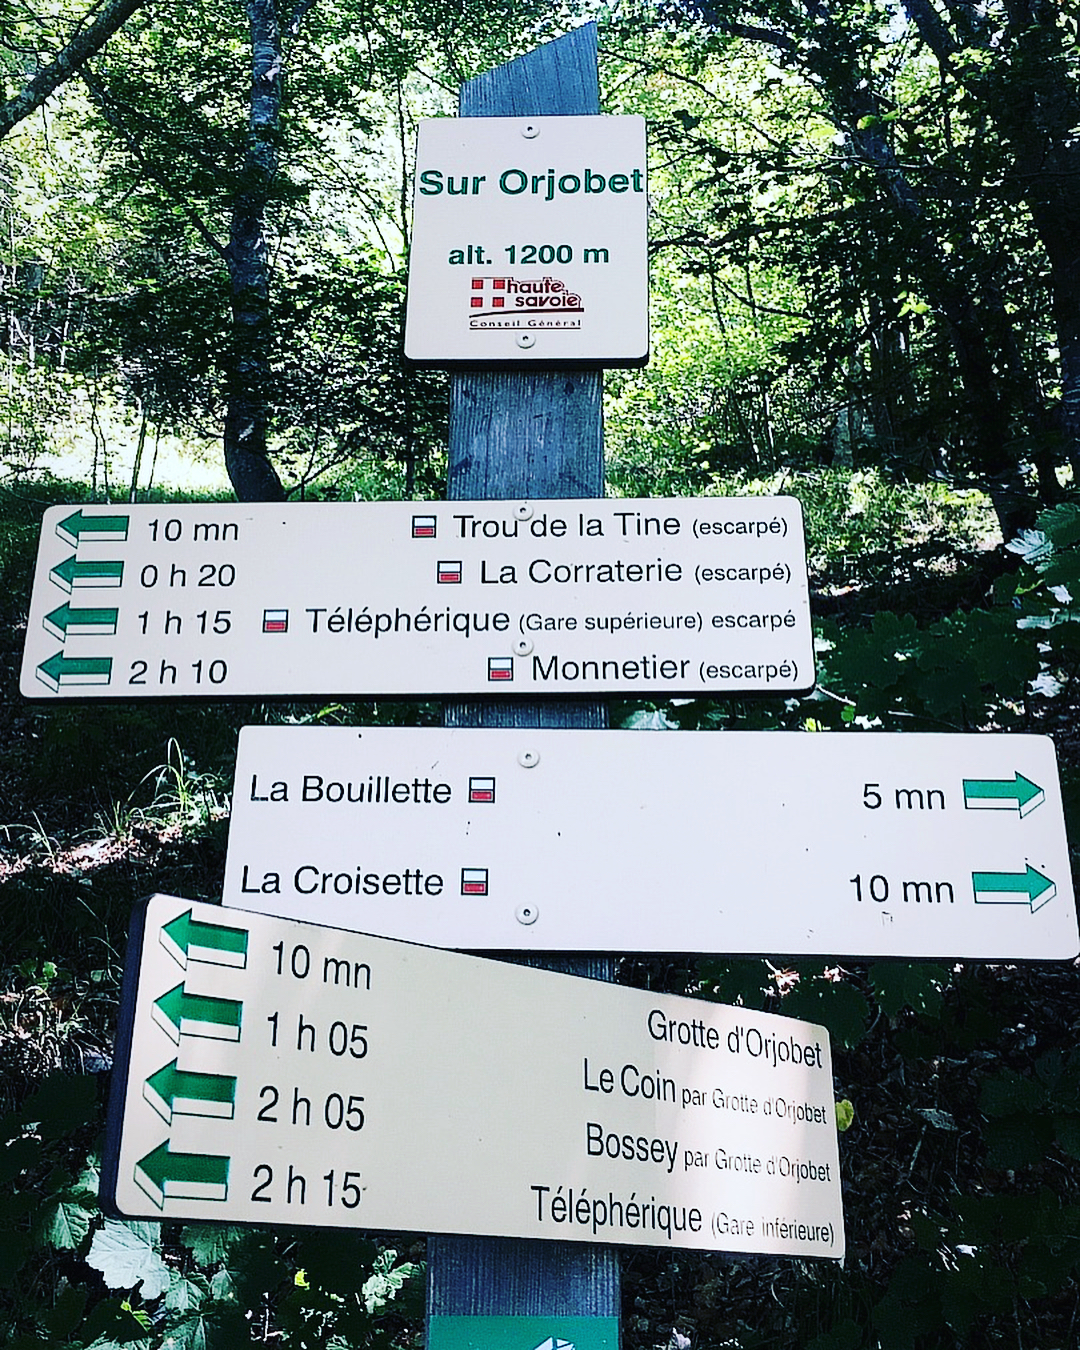 Sur Orjobet
alt. 1200 m
haute
savoie
Conseil Général
10 mn Trou de la Tine (escarpé)
0 h 20 La Corraterie (escarpé)
1 h 15 Téléphérique (Gare supérieure) escarpé
2 h 10 Monnetier (escarpé)
La Bouillette 5 mn
La Croisette 10 mn
10 mn Grotte d'Orjobet
1 h 05 Le Coin par Grotte d'Orjobet
2 h 05 Bossey par Grotte d'Orjobet
2 h 15 Téléphérique (Gare inférieure)